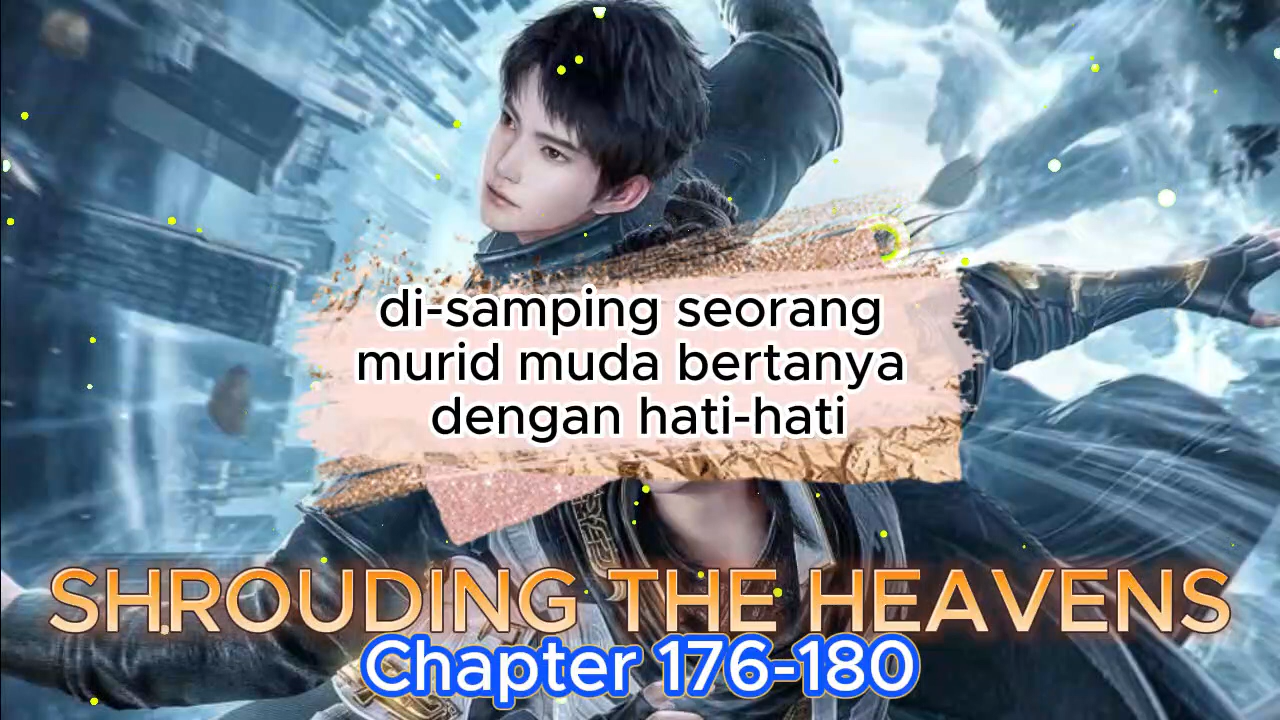 di-samping seorang
murid muda bertanya
dengan hati-hati
SHROUDING THE HEAVENS
Chapter 176-180